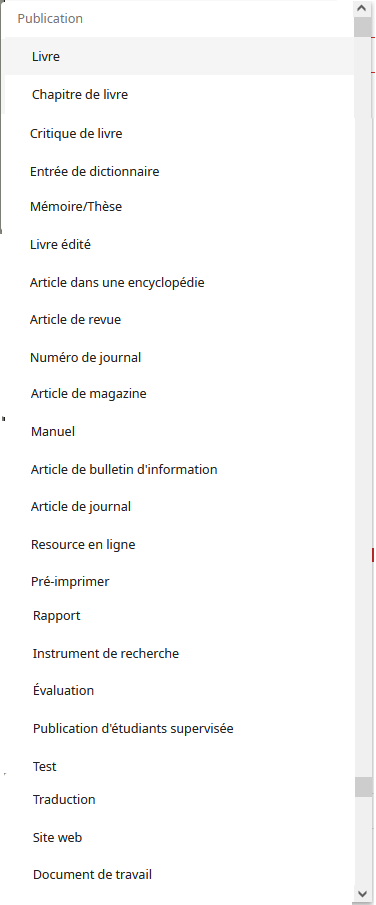 Publication
Livre
Chapitre de livre
Critique de livre
Entrée de dictionnaire
Mémoire/Thèse
Livre édité
Article dans une encyclopédie
Article de revue
Numéro de journal
Article de magazine
Manuel
Article de bulletin d'information
Article de journal
Resource en ligne
Pré-imprimer
Rapport
Instrument de recherche
Évaluation
Publication d'étudiants supervisée
Test
Traduction
Site web
Document de travail